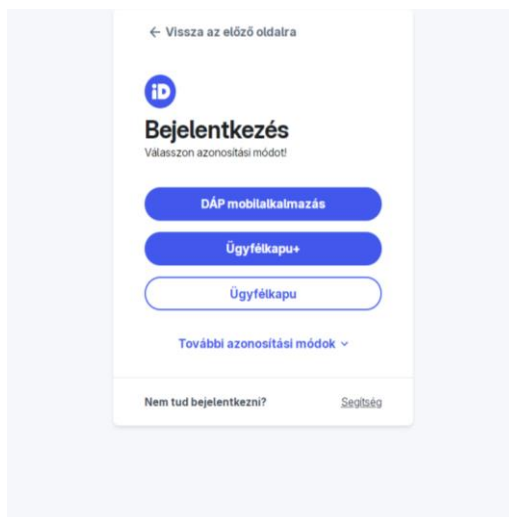 ← Vissza az előző oldalra
iD
Bejelentkezés
Válasszon azonosítási módot!
DÁP mobilalkalmazás
Ügyfélkapu+
Ügyfélkapu
További azonosítási módok
Nem tud bejelentkezni? Segítség